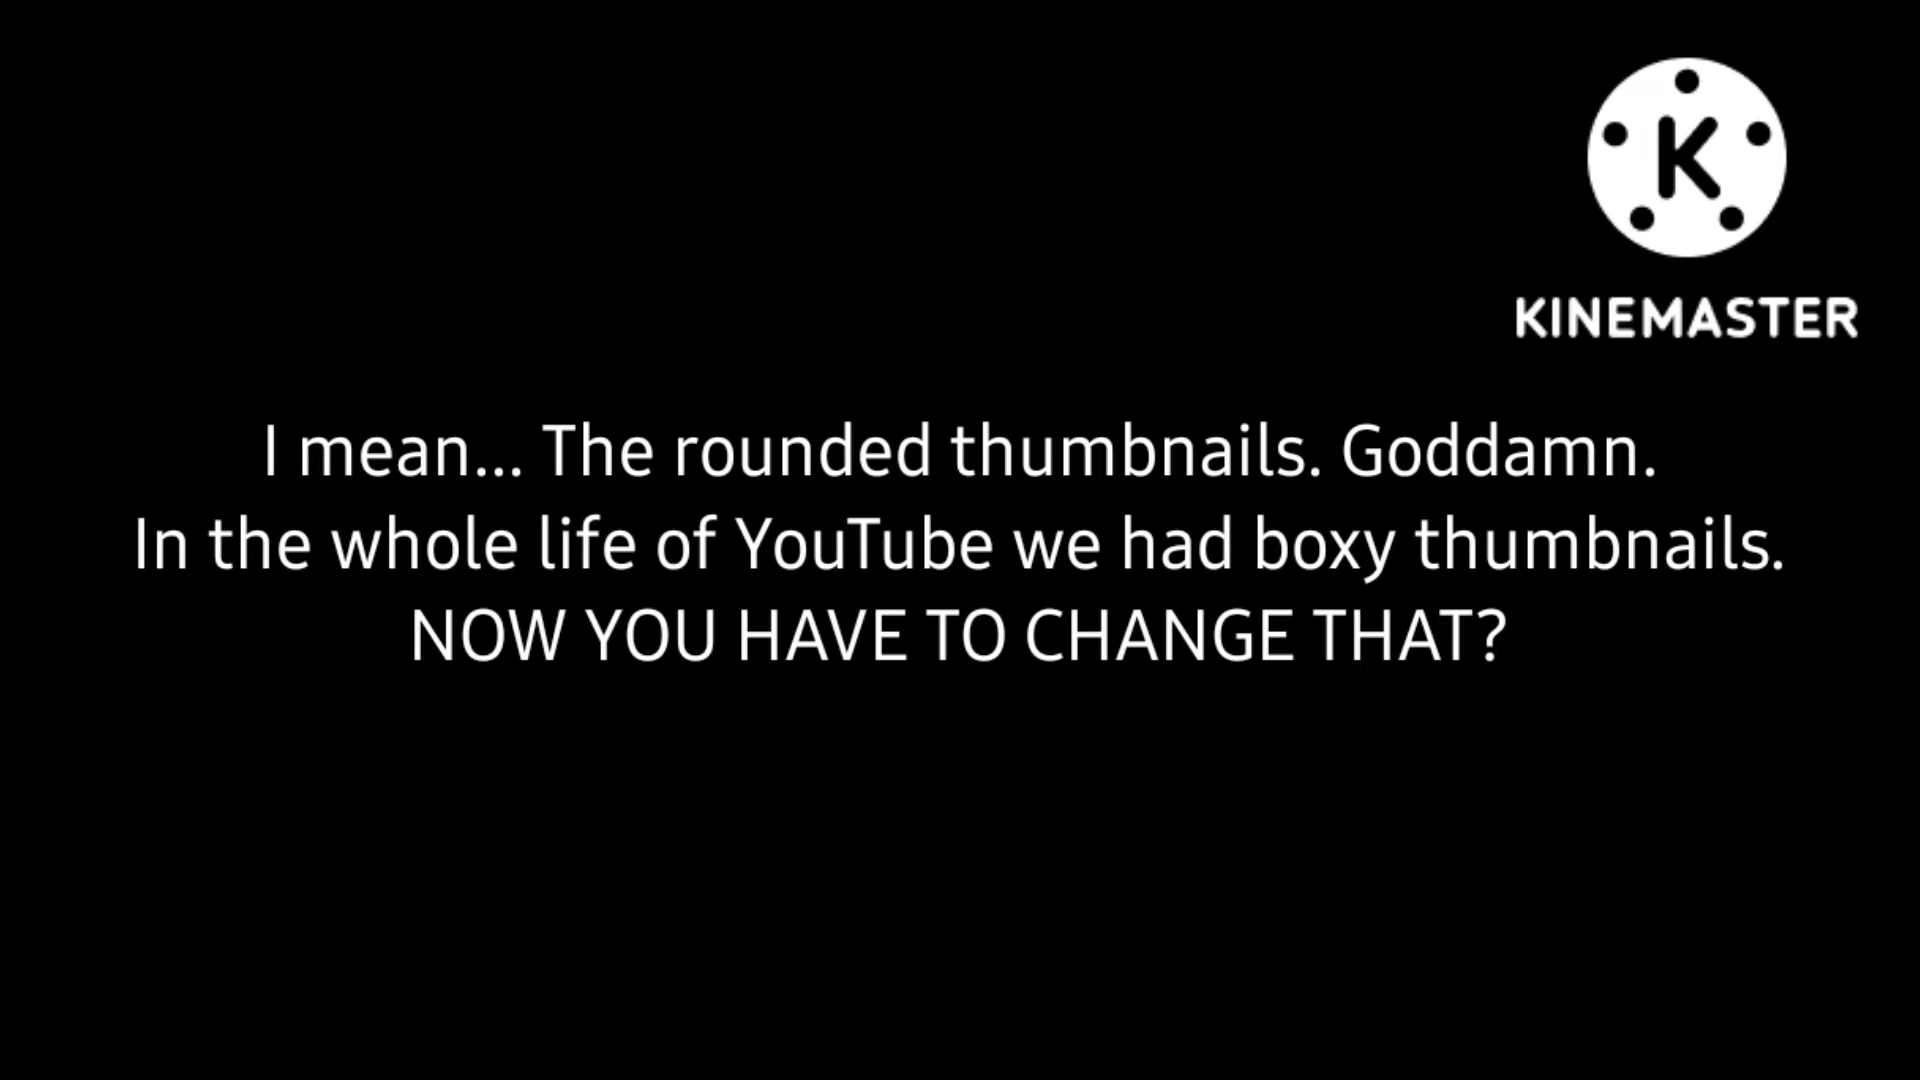 K
KINEMASTER
I mean... The rounded thumbnails. Goddamn.
In the whole life of YouTube we had boxy thumbnails.
NOW YOU HAVE TO CHANGE THAT?